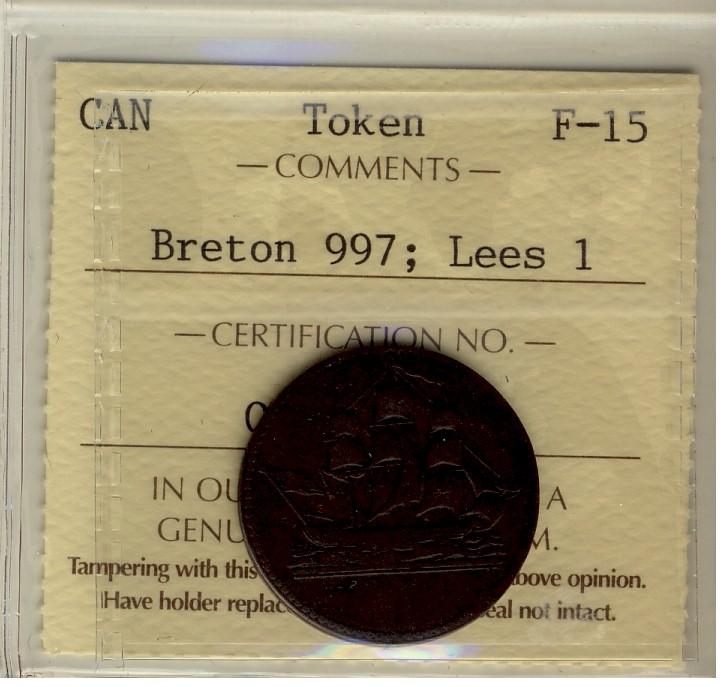 CAN Token F-15
— COMMENTS —
Breton 997; Lees 1
— CERTIFICATION NO. —
IN OU A
GENU M.
Tampering with this bove opinion.
Have holder replac eal not intact.